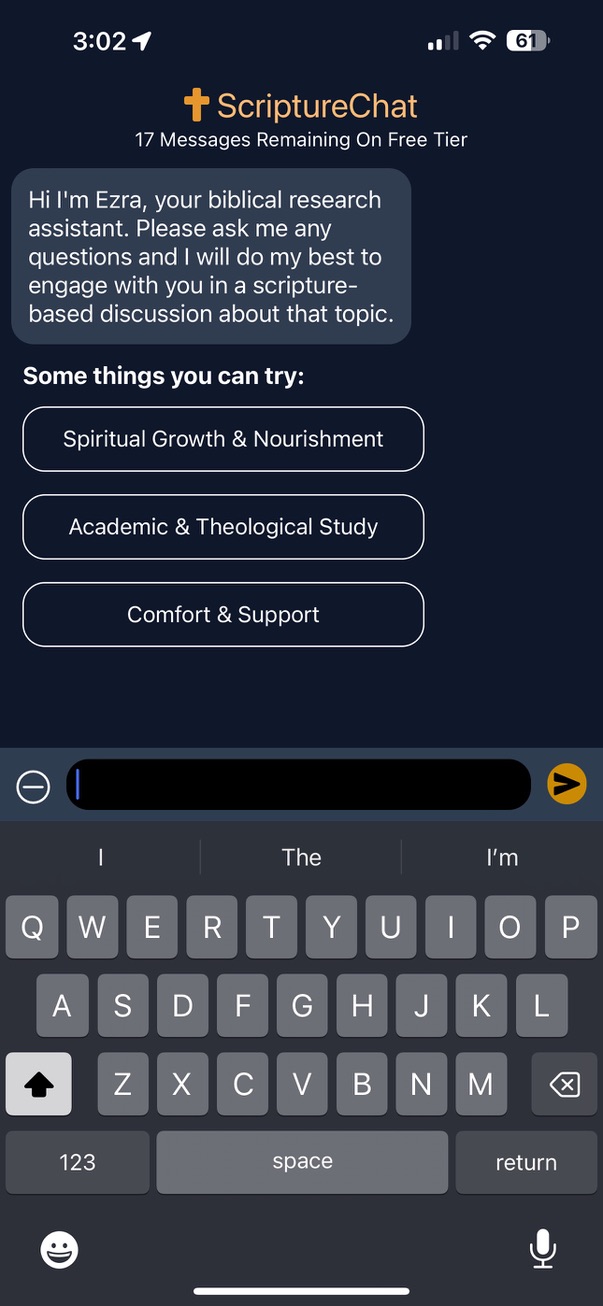 3:02
61
ScriptureChat
17 Messages Remaining On Free Tier
Hi I'm Ezra, your biblical research
assistant. Please ask me any
questions and I will do my best to
engage with you in a scripture-
based discussion about that topic.
Some things you can try:
Spiritual Growth & Nourishment
Academic & Theological Study
Comfort & Support
I The I'm
Q W E R T Y U I O P
A S D F G H J K L
Z X C V B N M
123 space return